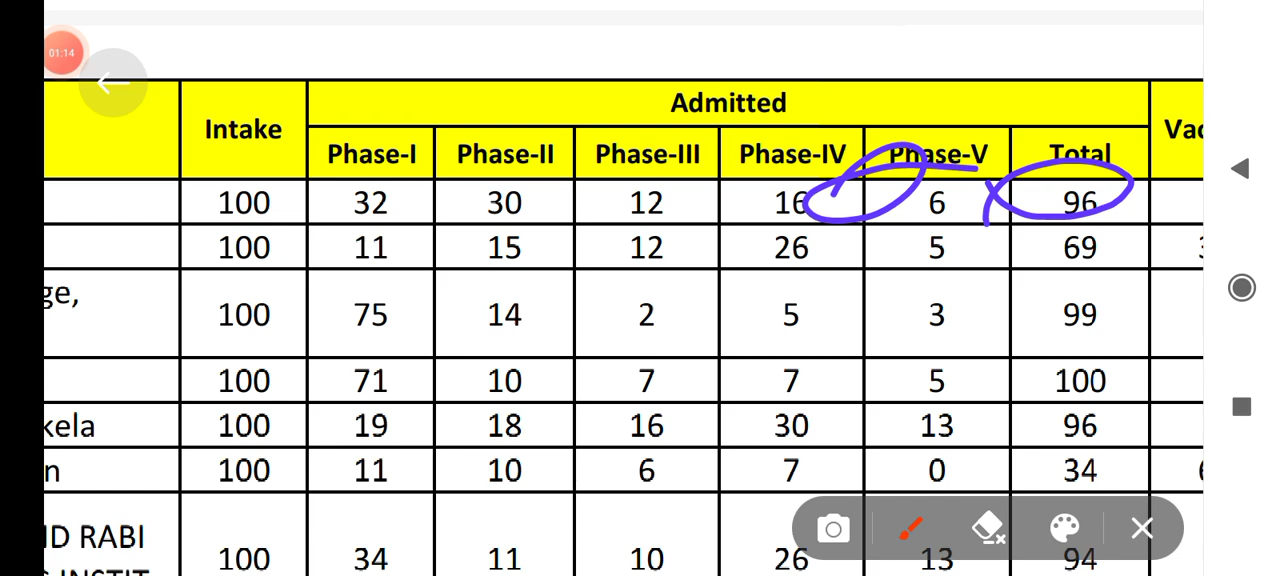 01:14
Admitted
Intake
Vac
Phase-I Phase-II Phase-III Phase-IV Phase-V Total
100 32 30 12 16 6 96
100 11 15 12 26 5 69
ge,
100 75 14 2 5 3 99
100 71 10 7 7 5 100
kela 100 19 18 16 30 13 96
n 100 11 10 6 7 0 34
ID RABI
100 34 11 10 26 13 94